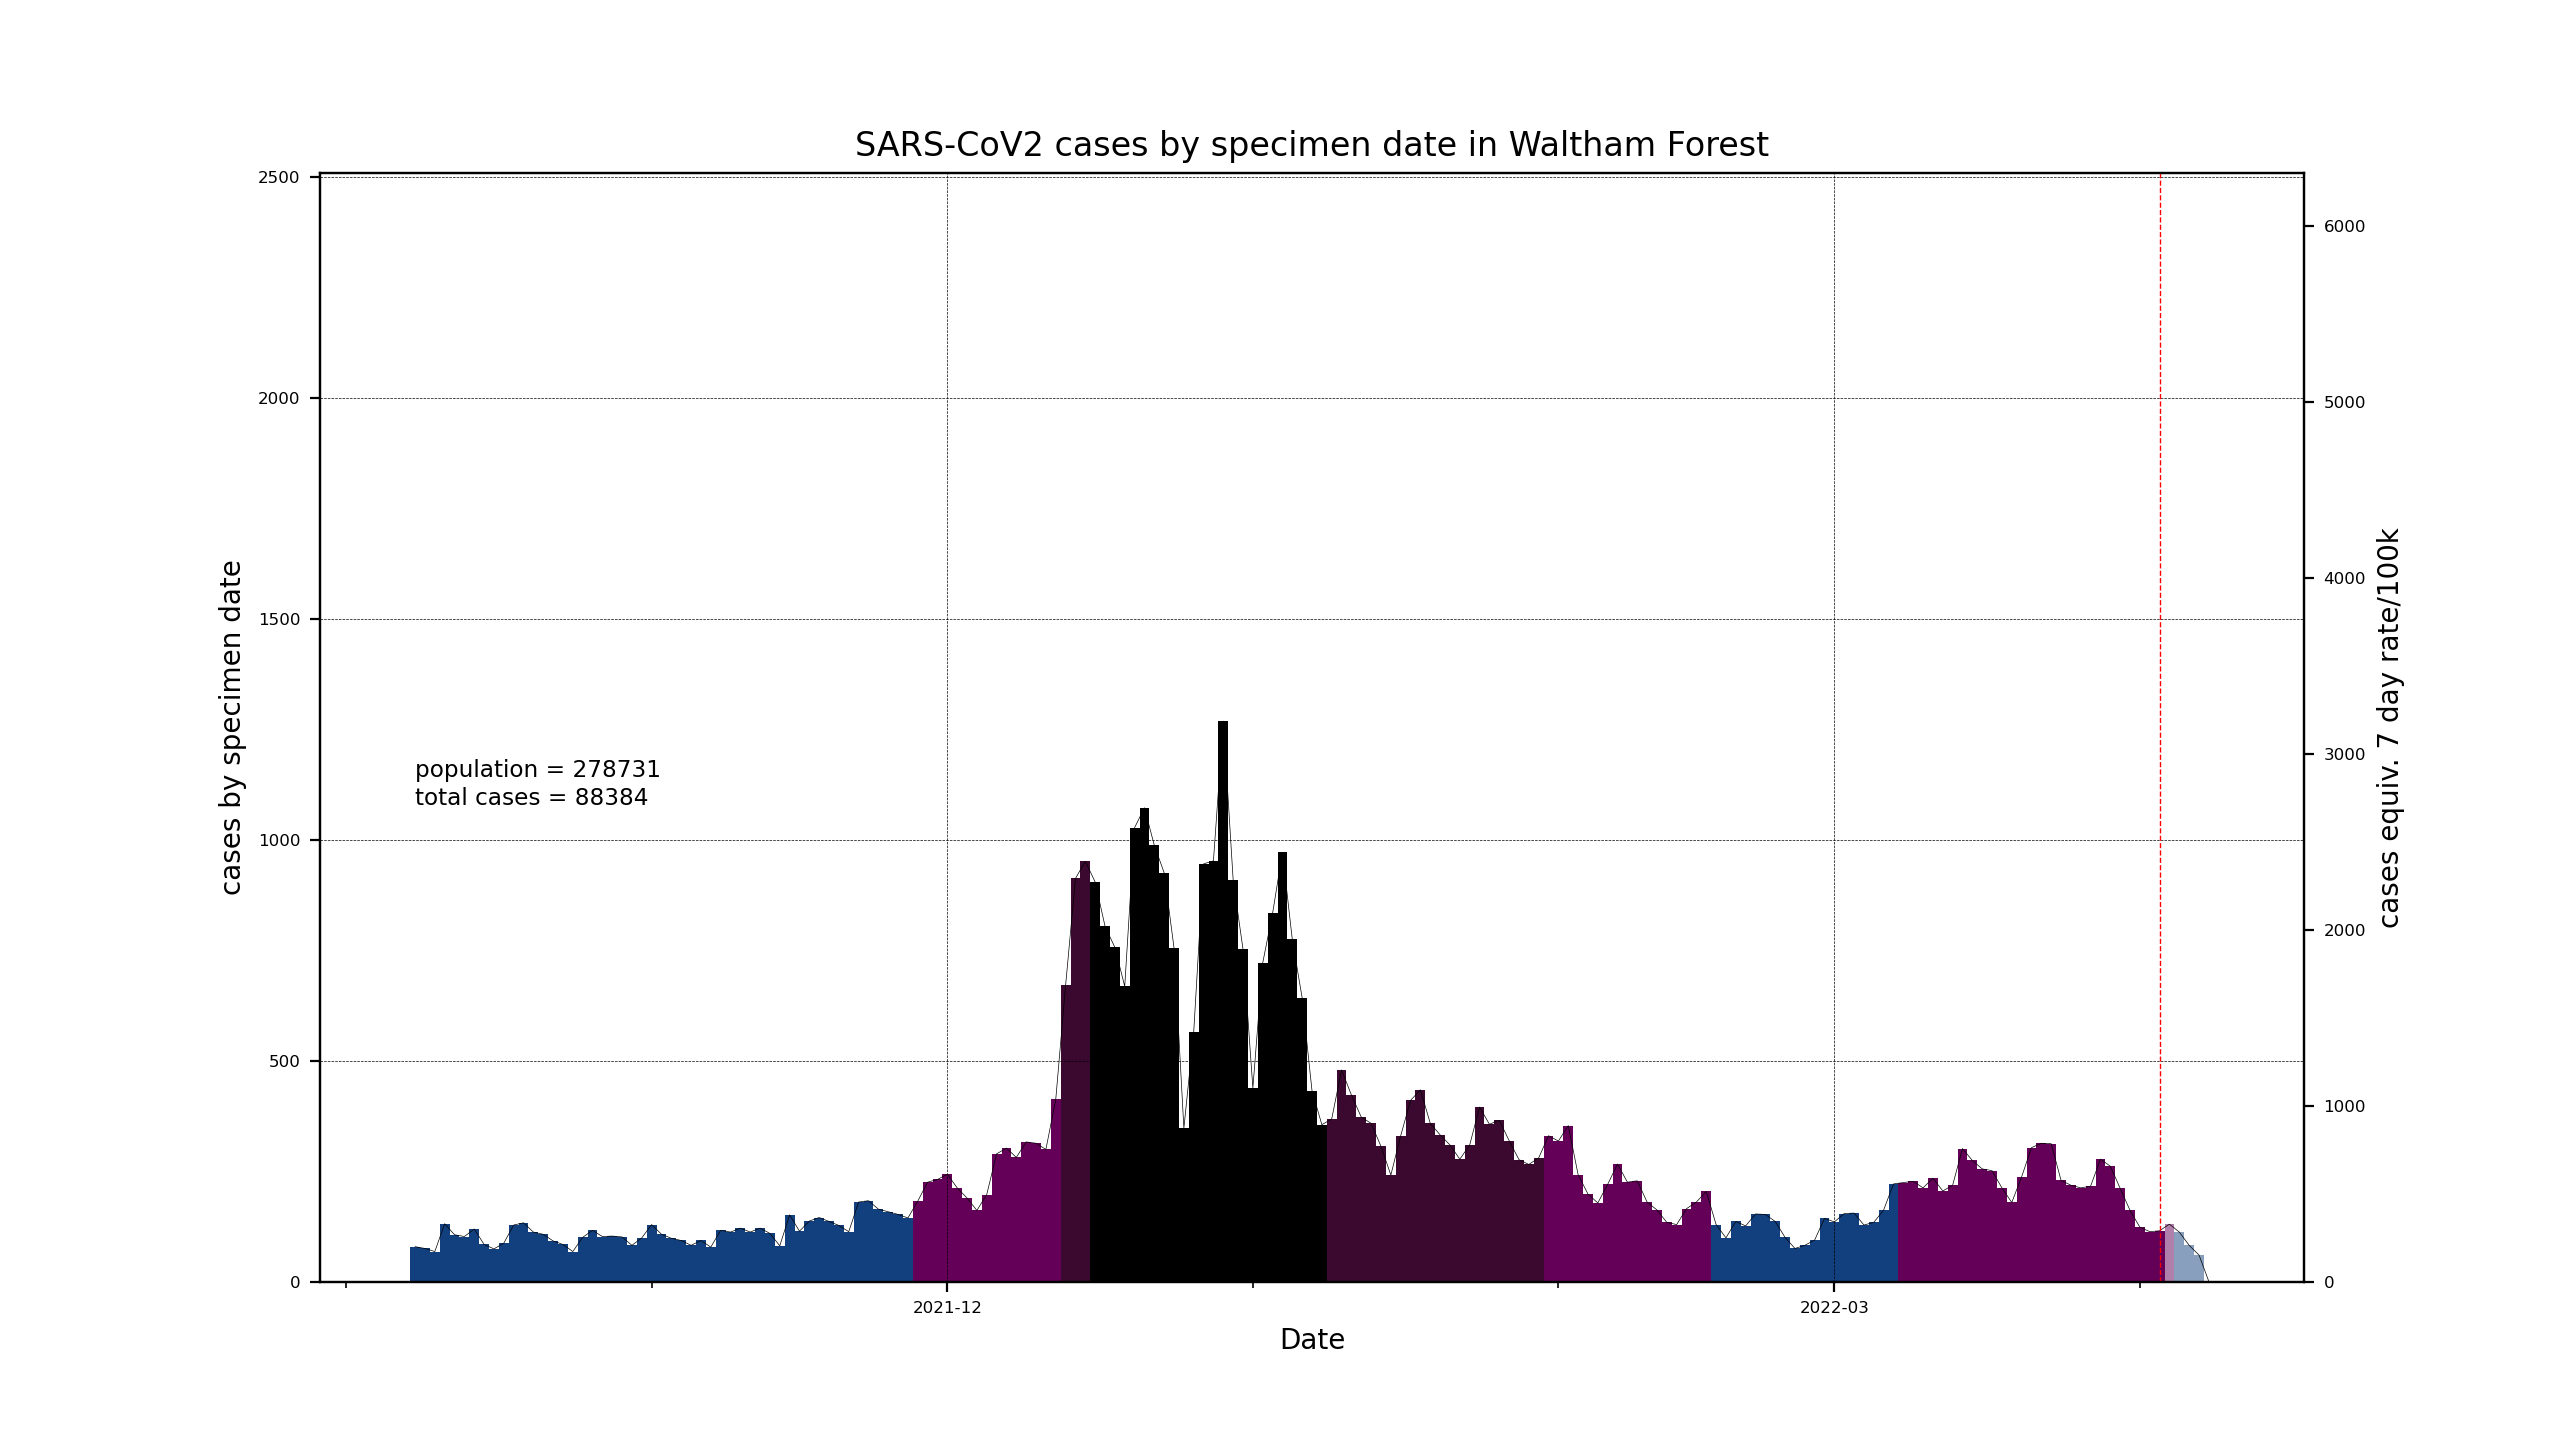 SARS-CoV2 cases by specimen date in Waltham Forest
2500
2000
1500
1000
500
0
cases by specimen date
population = 278731
total cases = 88384
6000
5000
4000
3000
2000
1000
0
cases equiv. 7 day rate/100k
2021-12
2022-03
Date